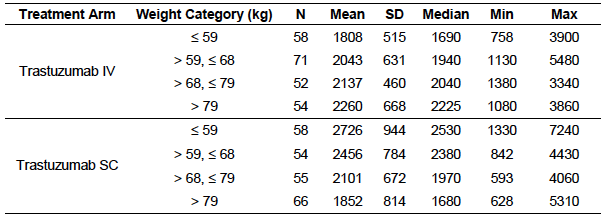 Treatment Arm Weight Category (kg) N Mean SD Median Min Max
≤ 59 58 1808 515 1690 758 3900
> 59, ≤ 68 71 2043 631 1940 1130 5480
Trastuzumab IV
> 68, ≤ 79 52 2137 460 2040 1380 3340
> 79 54 2260 668 2225 1080 3860
≤ 59 58 2726 944 2530 1330 7240
> 59, ≤ 68 54 2456 784 2380 842 4430
Trastuzumab SC
> 68, ≤ 79 55 2101 672 1970 593 4060
> 79 66 1852 814 1680 628 5310